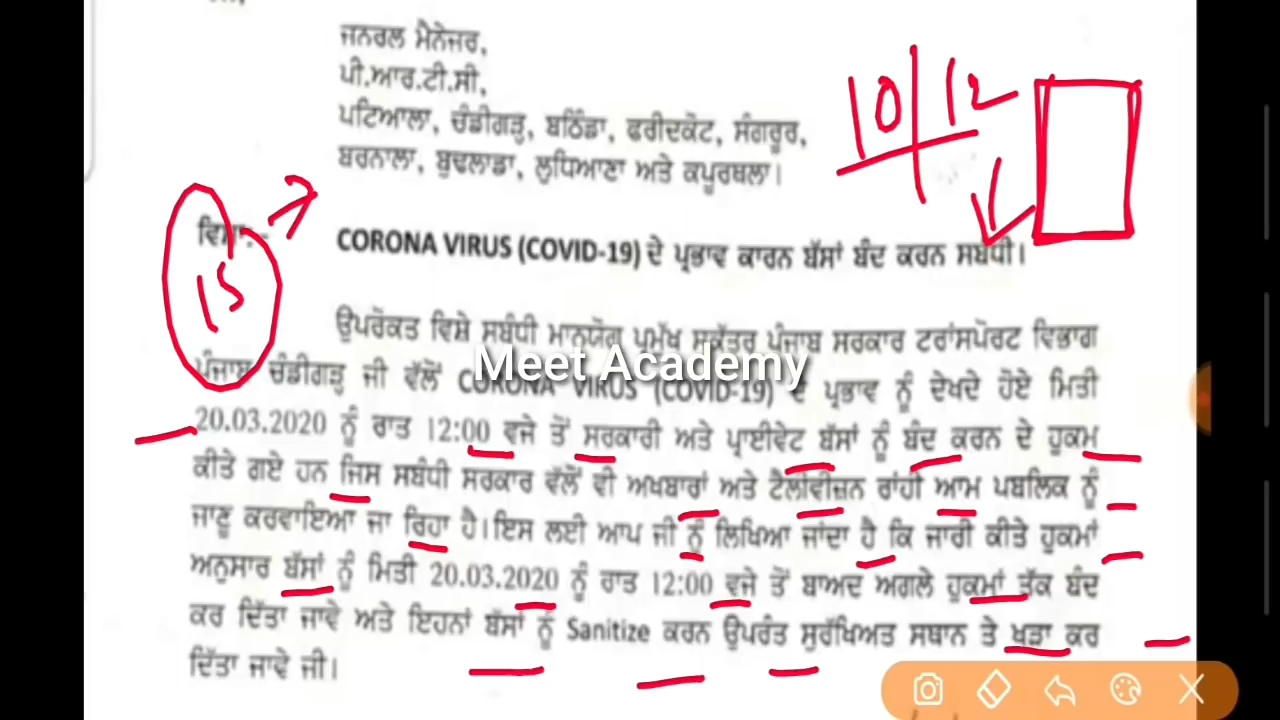 ਜਨਰਲ ਮੈਨੇਜਰ,
ਪੀ.ਆਰ.ਟੀ.ਸੀ,
ਪਟਿਆਲਾ, ਚੰਡੀਗੜ੍ਹ, ਬਠਿੰਡਾ, ਫਰੀਦਕੋਟ, ਸੰਗਰੂਰ,
ਬਰਨਾਲਾ, ਬੁਢਲਾਡਾ, ਲੁਧਿਆਣਾ ਅਤੇ ਕਪੂਰਥਲਾ।
10 12
ਵਿਸ਼ਾ:-
CORONA VIRUS (COVID-19) ਦੇ ਪ੍ਰਭਾਵ ਕਾਰਨ ਬੱਸਾਂ ਬੰਦ ਕਰਨ ਸਬੰਧੀ।
15
ਉਪਰੋਕਤ ਵਿਸ਼ੇ ਸਬੰਧੀ ਮਾਨਯੋਗ ਪ੍ਰਮੁੱਖ ਸਕੱਤਰ ਪੰਜਾਬ ਸਰਕਾਰ ਟਰਾਂਸਪੋਰਟ ਵਿਭਾਗ
ਪੰਜਾਬ ਚੰਡੀਗੜ੍ਹ ਜੀ ਵੱਲੋਂ CORONA VIRUS (COVID-19) ਦੇ ਪ੍ਰਭਾਵ ਨੂੰ ਦੇਖਦੇ ਹੋਏ ਮਿਤੀ
Meet Academy
20.03.2020 ਨੂੰ ਰਾਤ 12:00 ਵਜੇ ਤੋਂ ਸਰਕਾਰੀ ਅਤੇ ਪ੍ਰਾਈਵੇਟ ਬੱਸਾਂ ਨੂੰ ਬੰਦ ਕਰਨ ਦੇ ਹੁਕਮ
ਕੀਤੇ ਗਏ ਹਨ ਜਿਸ ਸਬੰਧੀ ਸਰਕਾਰ ਵੱਲੋਂ ਵੀ ਅਖਬਾਰਾਂ ਅਤੇ ਟੈਲੀਵੀਜ਼ਨ ਰਾਂਹੀ ਆਮ ਪਬਲਿਕ ਨੂੰ
ਜਾਣੂ ਕਰਵਾਇਆ ਜਾ ਰਿਹਾ ਹੈ। ਇਸ ਲਈ ਆਪ ਜੀ ਨੂੰ ਲਿਖਿਆ ਜਾਂਦਾ ਹੈ ਕਿ ਜਾਰੀ ਕੀਤੇ ਹੁਕਮਾਂ
ਅਨੁਸਾਰ ਬੱਸਾਂ ਨੂੰ ਮਿਤੀ 20.03.2020 ਨੂੰ ਰਾਤ 12:00 ਵਜੇ ਤੋਂ ਬਾਅਦ ਅਗਲੇ ਹੁਕਮਾਂ ਤੱਕ ਬੰਦ
ਕਰ ਦਿੱਤਾ ਜਾਵੇ ਅਤੇ ਇਹਨਾਂ ਬੱਸਾਂ ਨੂੰ Sanitize ਕਰਨ ਉਪਰੰਤ ਸੁਰੱਖਿਅਤ ਸਥਾਨ ਤੇ ਖੜਾ ਕਰ
ਦਿੱਤਾ ਜਾਵੇ ਜੀ।